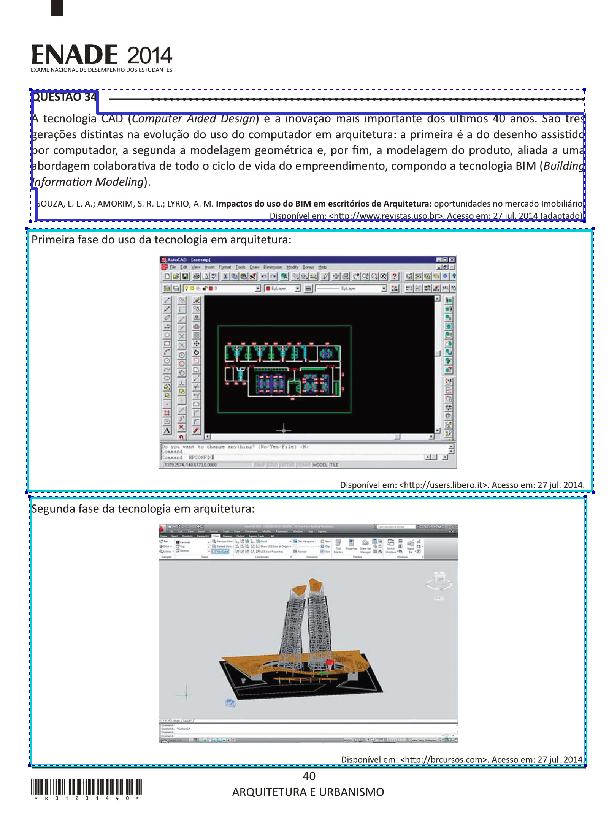 ENADE 2014
EXAME NACIONAL DE DESEMPENHO DOS ESTUDANTES
QUESTÃO 34
A tecnologia CAD (Computer Aided Design) é a inovação mais importante dos últimos 40 anos. São três
gerações distintas na evolução do uso do computador em arquitetura: a primeira é a do desenho assistido
por computador, a segunda a modelagem geométrica e, por fim, a modelagem do produto, aliada a uma
abordagem colaborativa de todo o ciclo de vida do empreendimento, compondo a tecnologia BIM (Building
Information Modeling).
SOUZA, L. L. A.; AMORIM, S. R. L.; LYRIO, A. M. Impactos do uso do BIM em escritórios de Arquitetura: oportunidades no mercado Imobiliário.
Disponível em: <http://www.revistas.usp.br>. Acesso em: 27 jul. 2014 (adaptado).
Primeira fase do uso da tecnologia em arquitetura:
Disponível em: <http://users.libero.it>. Acesso em: 27 jul. 2014.
Segunda fase da tecnologia em arquitetura:
Disponível em: <http://brcursos.com>. Acesso em: 27 jul. 2014.
40
ARQUITETURA E URBANISMO